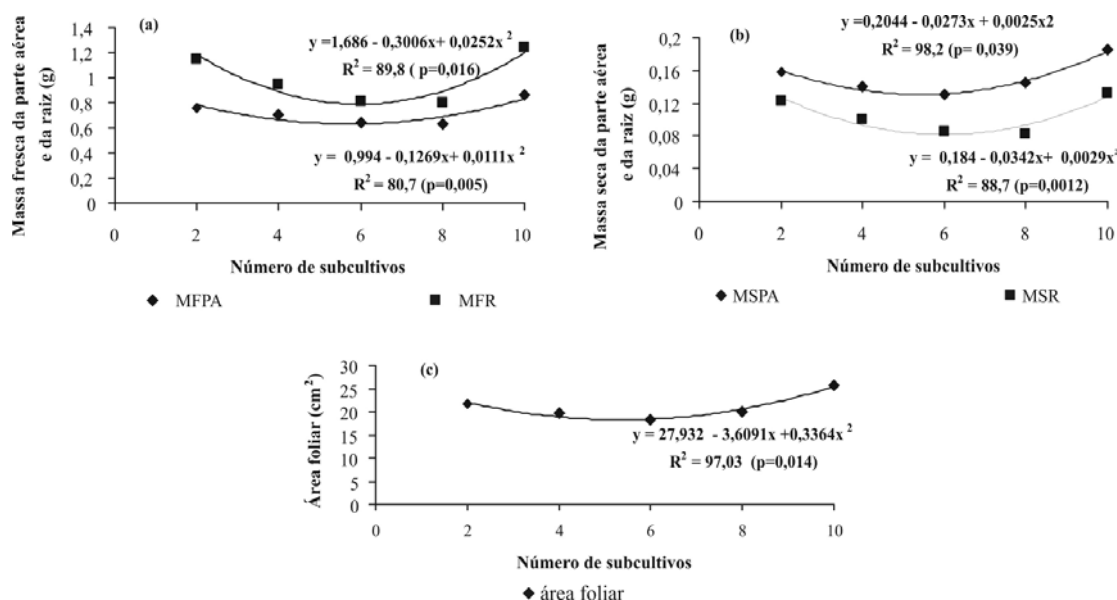 (a)
y =1,686 - 0,3006x+ 0,0252x 2
R2 = 89,8 ( p=0,016)
y = 0,994 - 0,1269x+ 0,0111x 2
R2 = 80,7 (p=0,005)
Massa fresca da parte aérea
e da raiz (g)
1,4
1,2
1
0,8
0,6
0,4
0,2
0
0 2 4 6 8 10
Número de subcultivos
MFPA MFR
(b)
y=0,2044 - 0,0273x + 0,0025x2
R2 = 98,2 (p= 0,039)
y = 0,184 - 0,0342x+ 0,0029x2
R2 = 88,7 (p=0,0012)
Massa seca da parte aérea
e da raiz (g)
0,2
0,16
0,12
0,08
0,04
0
0 2 4 6 8 10
Número de subcultivos
MSPA MSR
(c)
y = 27,932 - 3,6091x +0,3364x 2
R2 = 97,03 (p=0,014)
Área foliar (cm2)
30
25
20
15
10
5
0
0 2 4 6 8 10
Número de subcultivos
área foliar